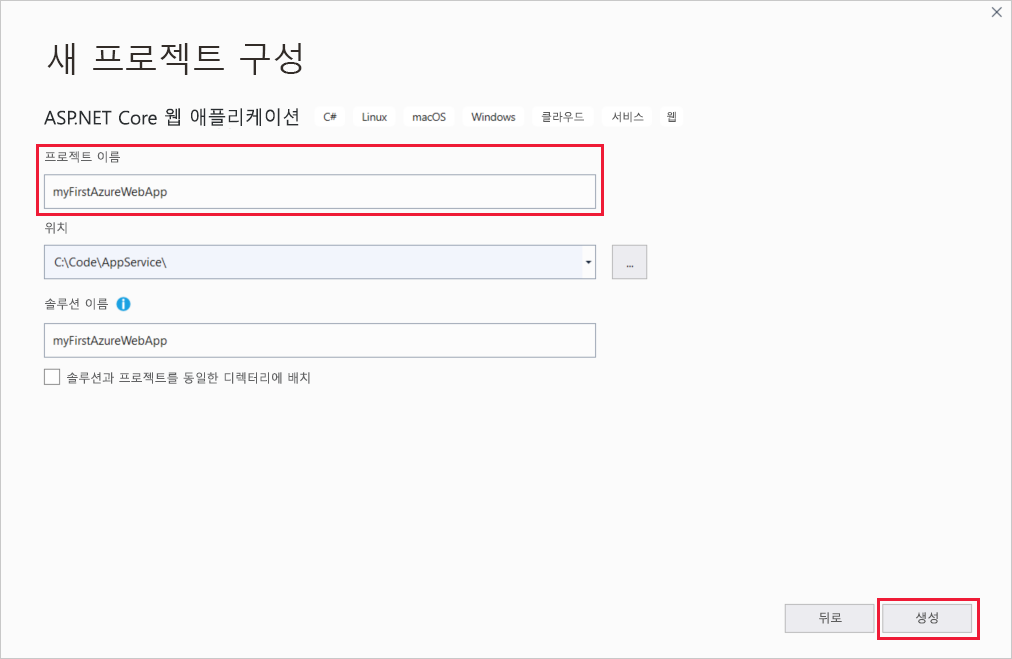 새 프로젝트 구성
ASP.NET Core 웹 애플리케이션 C# Linux macOS Windows 클라우드 서비스 웹
프로젝트 이름
myFirstAzureWebApp
위치
C:\Code\AppService\
...
솔루션 이름
myFirstAzureWebApp
솔루션과 프로젝트를 동일한 디렉터리에 배치
뒤로 생성